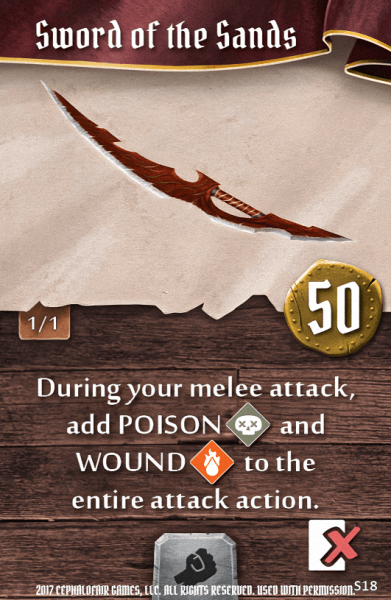 Sword of the Sands
50
1/1
During your melee attack,
add POISON and
WOUND to the
entire attack action.
2017 CEPHALOFAIR GAMES, LLC. ALL RIGHTS RESERVED. USED WITH PERMISSION. S18